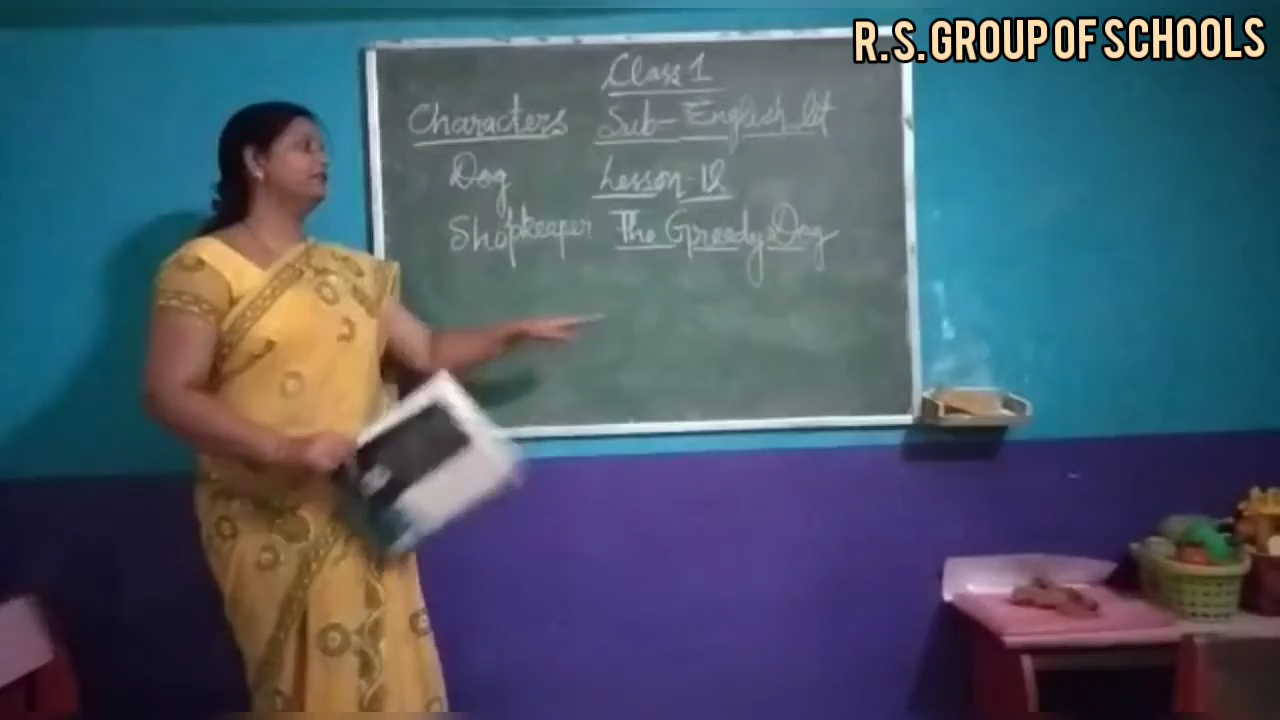 R.S. GROUP OF SCHOOLS
Class 1
Characters Sub- English lit
Dog Lesson-12
Shopkeeper The Greedy Dog